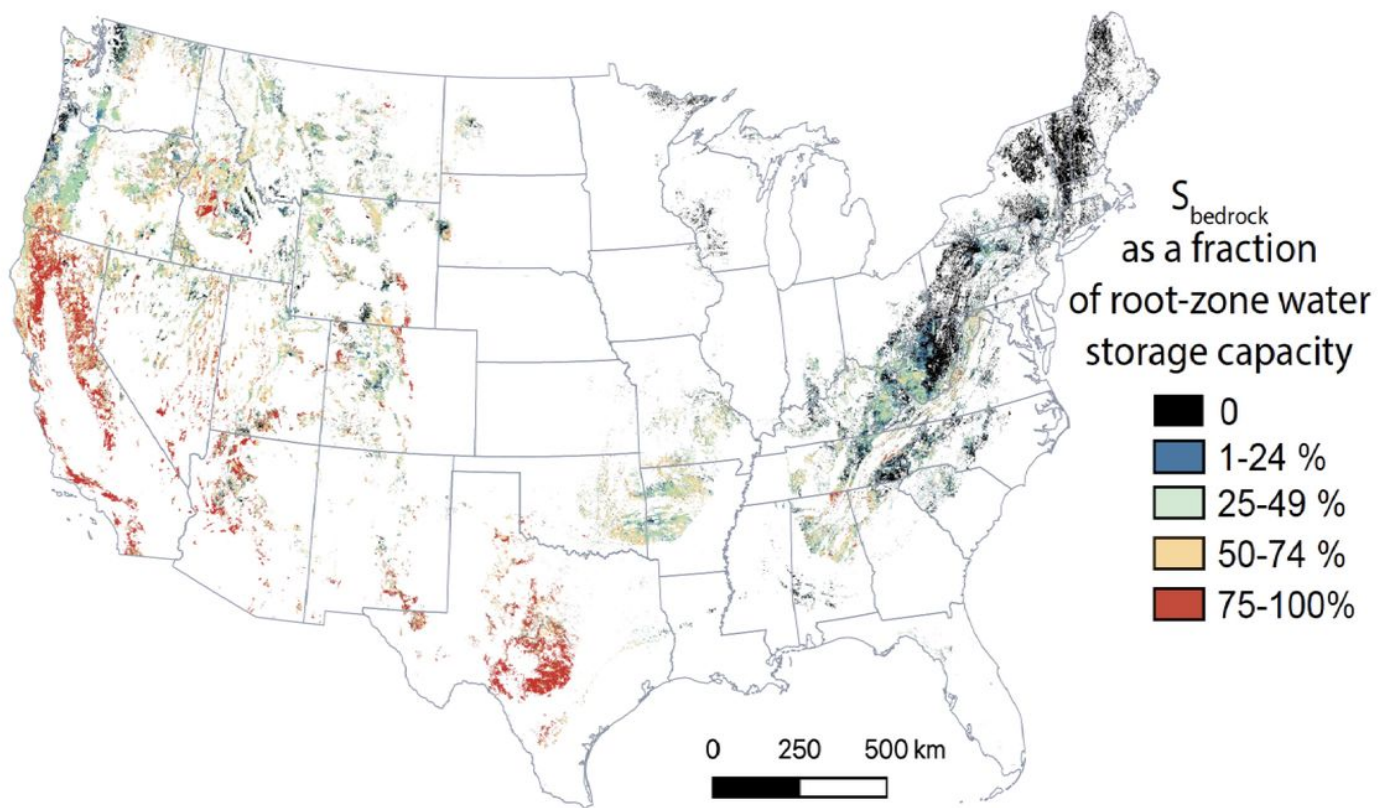 S bedrock
as a fraction
of root-zone water
storage capacity
0
1-24 %
25-49 %
50-74 %
75-100%
0 250 500 km